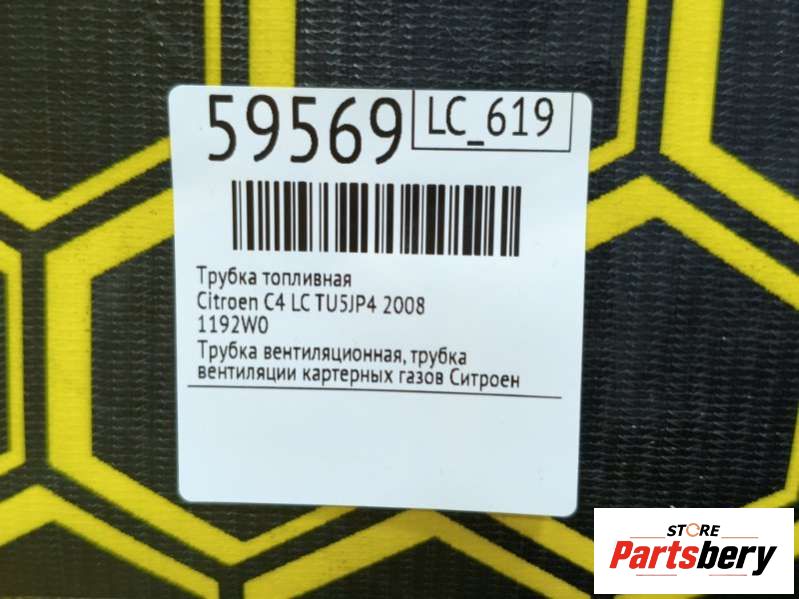 59569
LC_619
Трубка топливная
Citroen C4 LC TU5JP4 2008
1192W0
Трубка вентиляционная, трубка
вентиляции картерных газов Ситроен
STORE
Partsbery